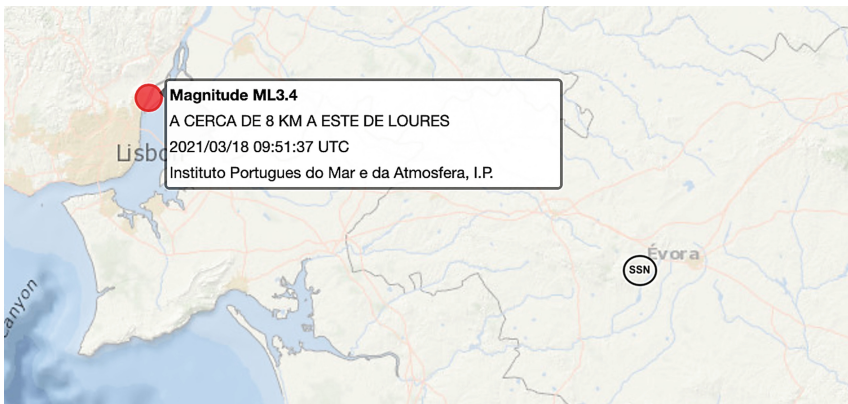 Magnitude ML3.4
A CERCA DE 8 KM A ESTE DE LOURES
2021/03/18 09:51:37 UTC
Instituto Portugues do Mar e da Atmosfera, I.P.
Lisbo
Évora
SSN
anyon